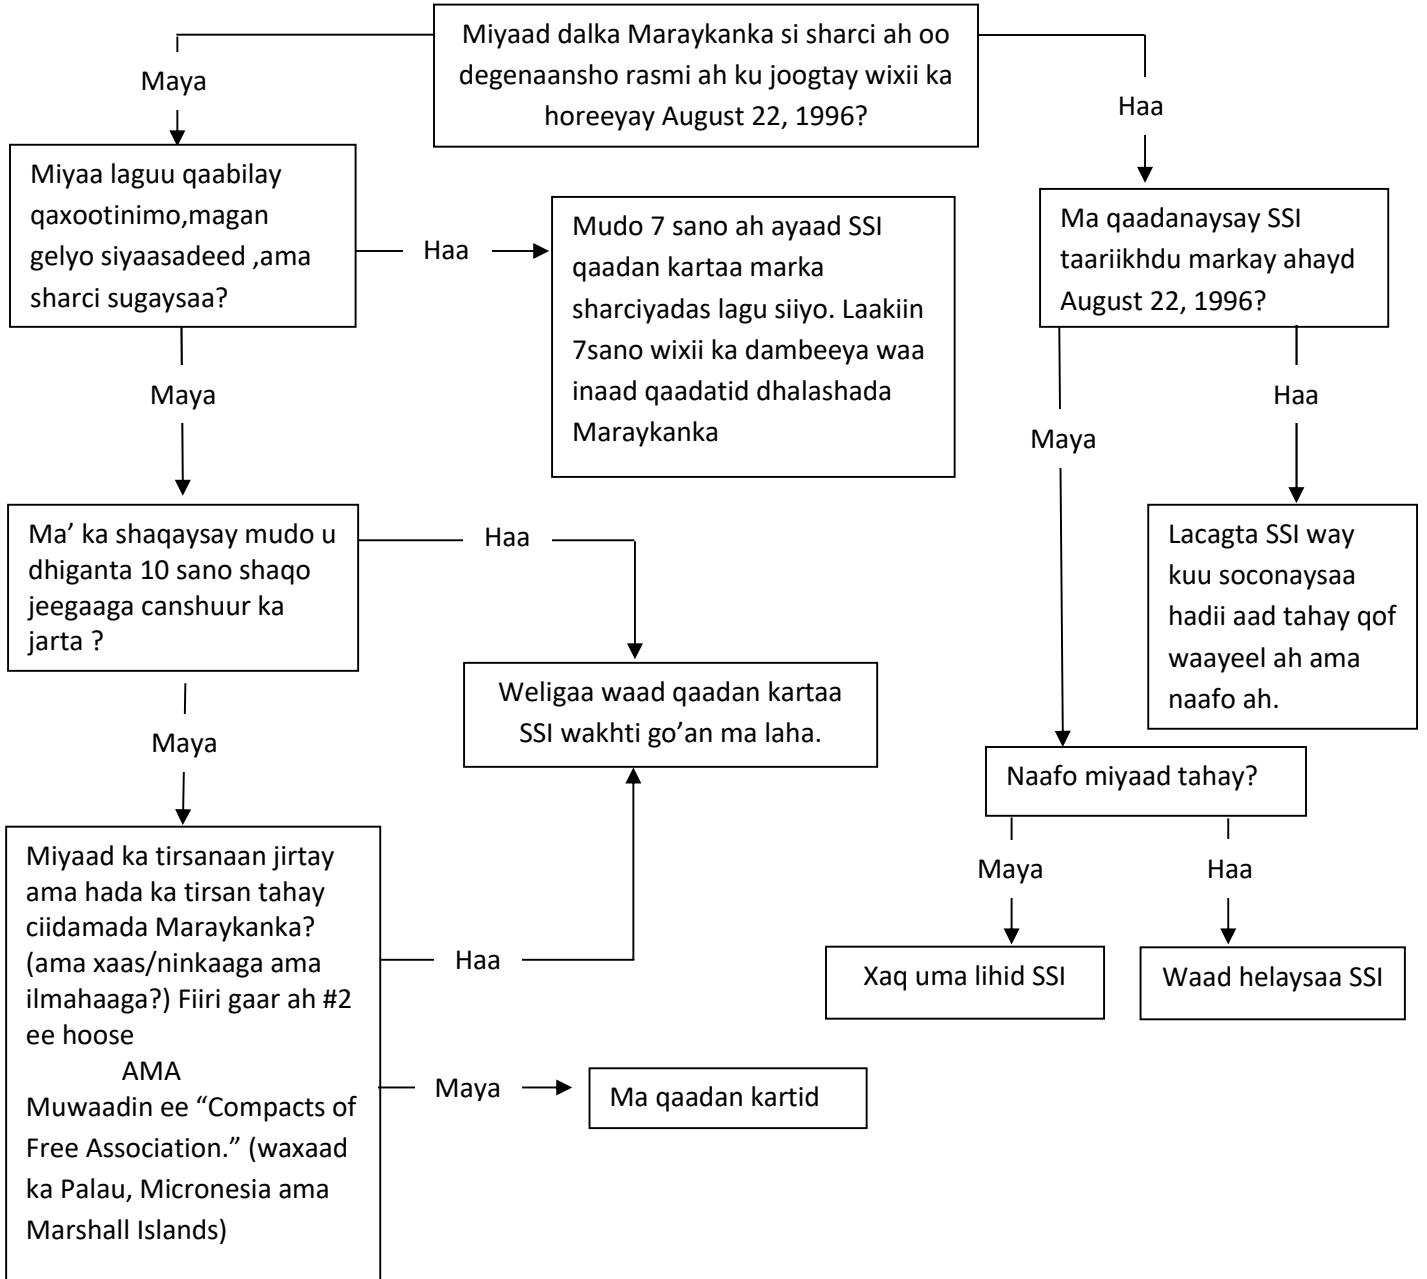 Miyaad dalka Maraykanka si sharci ah oo
degenaansho rasmi ah ku joogtay wixii ka
horeeyay August 22, 1996?
Maya
Haa
Miyaa laguu qaabilay
qaxootinimo,magan
gelyo siyaasadeed ,ama
sharci sugaysaa?
Haa
Mudo 7 sano ah ayaad SSI
qaadan kartaa marka
sharciyadas lagu siiyo. Laakiin
7sano wixii ka dambeeya waa
inaad qaadatid dhalashada
Maraykanka
Ma qaadanaysay SSI
taariikhdu markay ahayd
August 22, 1996?
Maya
Maya
Haa
Ma’ ka shaqaysay mudo u
dhiganta 10 sano shaqo
jeegaaga canshuur ka
jarta ?
Haa
Lacagta SSI way
kuu soconaysaa
hadii aad tahay qof
waayeel ah ama
naafo ah.
Weligaa waad qaadan kartaa
SSI wakhti go’an ma laha.
Maya
Naafo miyaad tahay?
Maya
Haa
Miyaad ka tirsanaan jirtay
ama hada ka tirsan tahay
ciidamada Maraykanka?
(ama xaas/ninkaaga ama
ilmahaaga?) Fiiri gaar ah #2
ee hoose
AMA
Muwaadin ee “Compacts of
Free Association.” (waxaad
ka Palau, Micronesia ama
Marshall Islands)
Haa
Xaq uma lihid SSI
Waad helaysaa SSI
Maya
Ma qaadan kartid